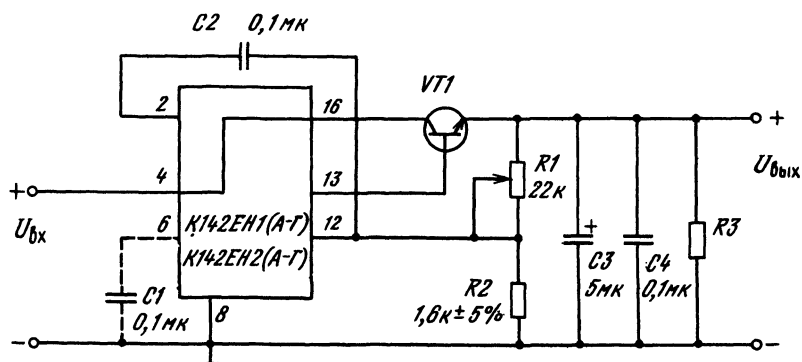 C2 0,1мк
VT1
2
16
4
13
6
12
8
+
Uвх
−
К142ЕН1(А-Г)
К142ЕН2(А-Г)
C1
0,1мк
R1
22к
R2
1,6к±5%
+
C3
5мк
C4
0,1мк
R3
+
Uвых
−